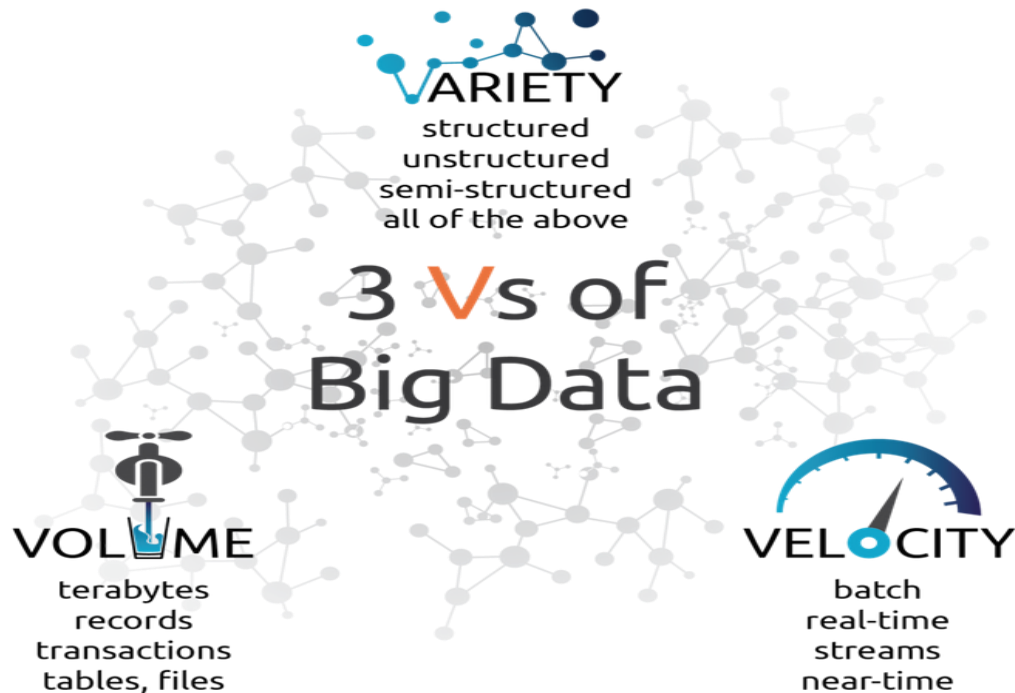 VARIETY
structured
unstructured
semi-structured
all of the above
3 Vs of
Big Data
VOLUME
terabytes
records
transactions
tables, files
VELOCITY
batch
real-time
streams
near-time